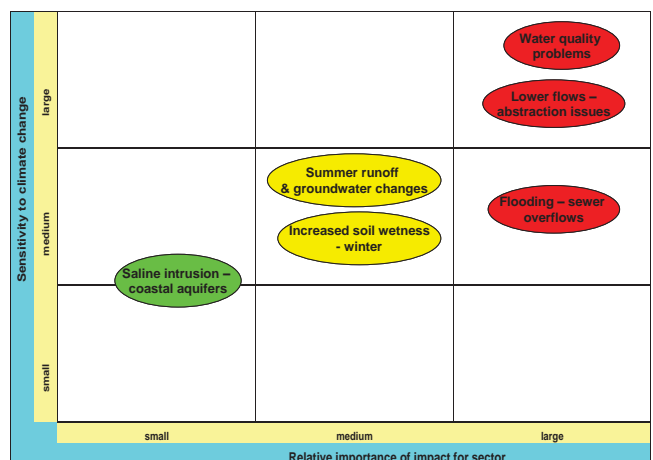 Sensitivity to climate change
large
medium
small
Water quality
problems
Lower flows –
abstraction issues
Summer runoff
& groundwater changes
Flooding – sewer
overflows
Increased soil wetness
- winter
Saline intrusion –
coastal aquifers
small
medium
large
Relative importance of impact for sector